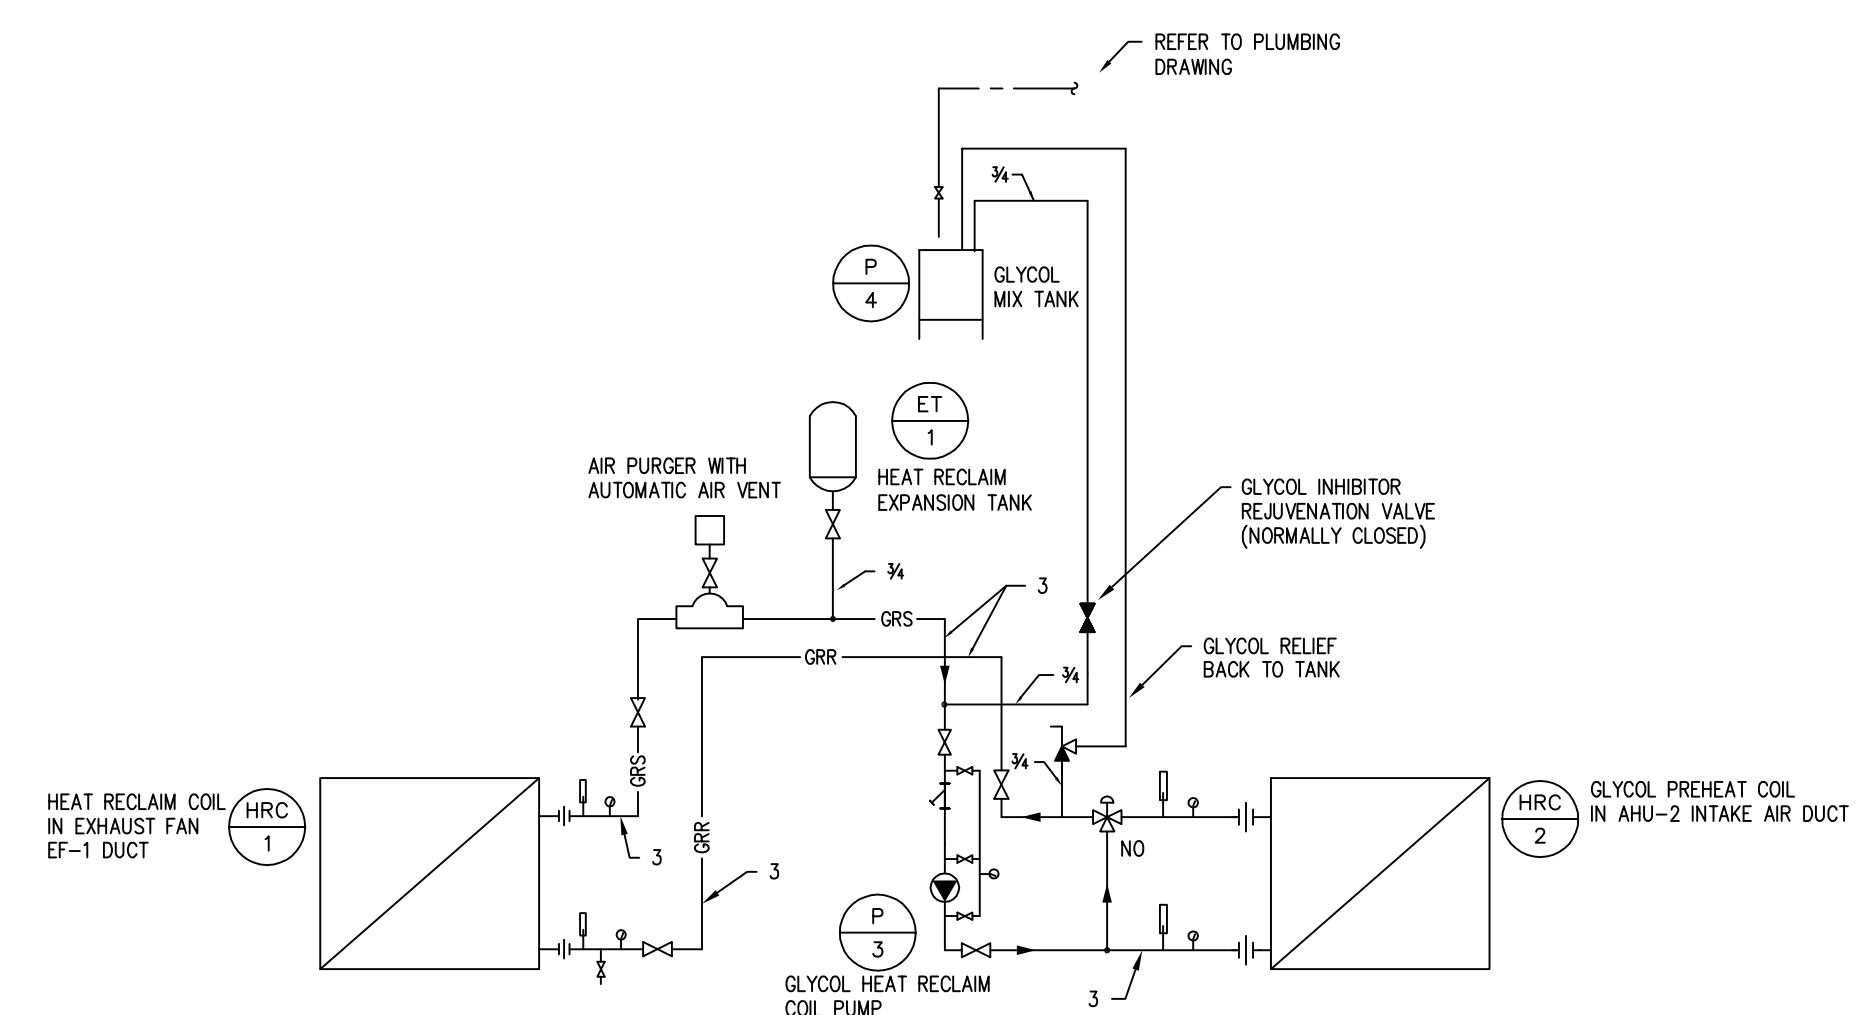 REFER TO PLUMBING
DRAWING
3/4
P
4
GLYCOL
MIX TANK
ET
1
HEAT RECLAIM
EXPANSION TANK
AIR PURGER WITH
AUTOMATIC AIR VENT
GLYCOL INHIBITOR
REJUVENATION VALVE
(NORMALLY CLOSED)
3/4
3
GRS
GRR
GLYCOL RELIEF
BACK TO TANK
3/4
3/4
GRS
HEAT RECLAIM COIL
IN EXHAUST FAN
EF-1 DUCT
HRC
1
3
GRR
3
NO
HRC
2
GLYCOL PREHEAT COIL
IN AHU-2 INTAKE AIR DUCT
P
3
GLYCOL HEAT RECLAIM
COIL PUMP
3